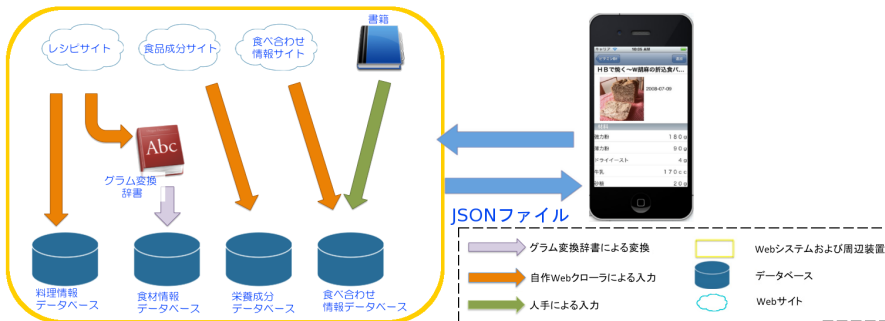 レシピサイト
食品成分サイト
食べ合わせ
情報サイト
書籍
Abc
グラム変換
辞書
料理情報
データベース
食材情報
データベース
栄養成分
データベース
食べ合わせ
情報データベース
HBで焼く~W胡麻の折込食パ...
2009-07-09
強力粉 180g
薄力粉 90g
ドライイースト 4g
牛乳 170cc
砂糖 20g
JSONファイル
グラム変換辞書による変換
自作Webクローラによる入力
人手による入力
Webシステムおよび周辺装置
データベース
Webサイト